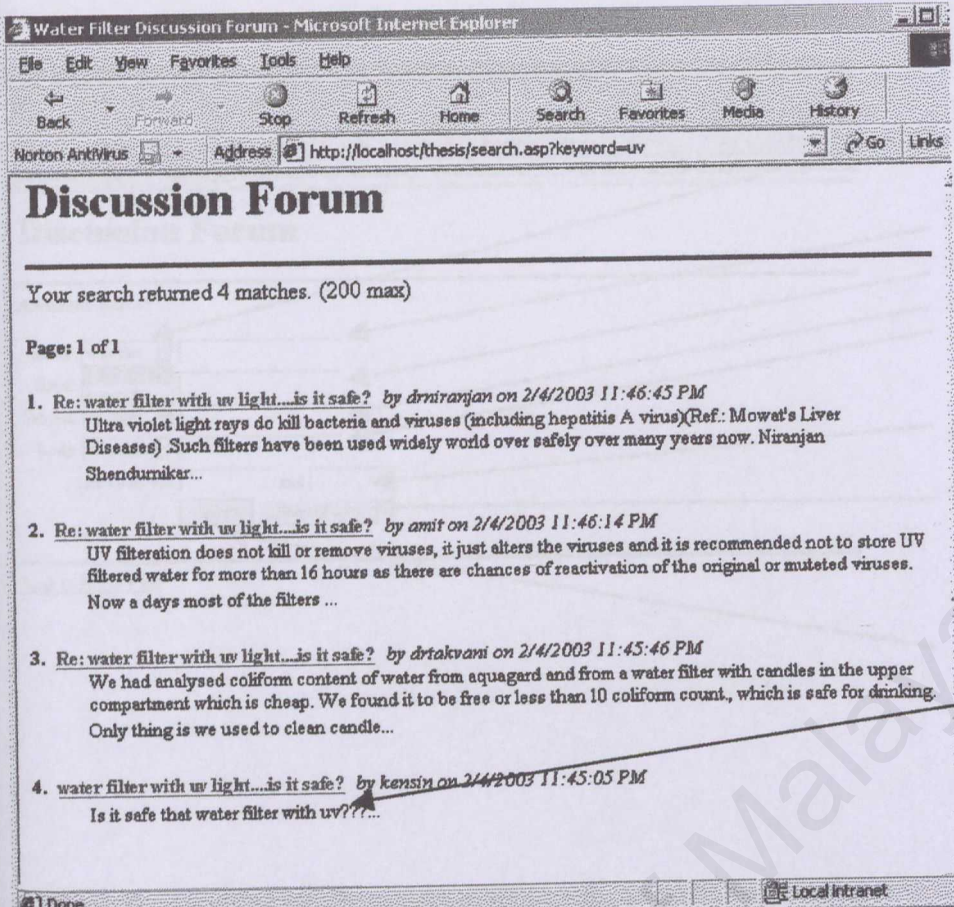 Water Filter Discussion Forum - Microsoft Internet Explorer
File Edit View Favorites Tools Help
Back Forward Stop Refresh Home Search Favorites Media History
Norton AntiVirus Address http://localhost/thesis/search.asp?keyword=uv Go Links
Discussion Forum
Your search returned 4 matches. (200 max)
Page: 1 of 1
1. Re: water filter with uv light....is it safe? by drniranjan on 2/4/2003 11:46:45 PM
Ultra violet light rays do kill bacteria and viruses (including hepatitis A virus)(Ref.: Mowat's Liver
Diseases) .Such filters have been used widely world over safely over many years now. Niranjan
Shendurnikar...
2. Re: water filter with uv light....is it safe? by amit on 2/4/2003 11:46:14 PM
UV filteration does not kill or remove viruses, it just alters the viruses and it is recommended not to store UV
filtered water for more than 16 hours as there are chances of reactivation of the original or muteted viruses.
Now a days most of the filters ...
3. Re: water filter with uv light....is it safe? by drtakvani on 2/4/2003 11:45:46 PM
We had analysed coliform content of water from aquagard and from a water filter with candles in the upper
compartment which is cheap. We found it to be free or less than 10 coliform count., which is safe for drinking.
Only thing is we used to clean candle...
4. water filter with uv light....is it safe? by kensin on 2/4/2003 11:45:05 PM
Is it safe that water filter with uv???...
Done Local intranet
Malaya